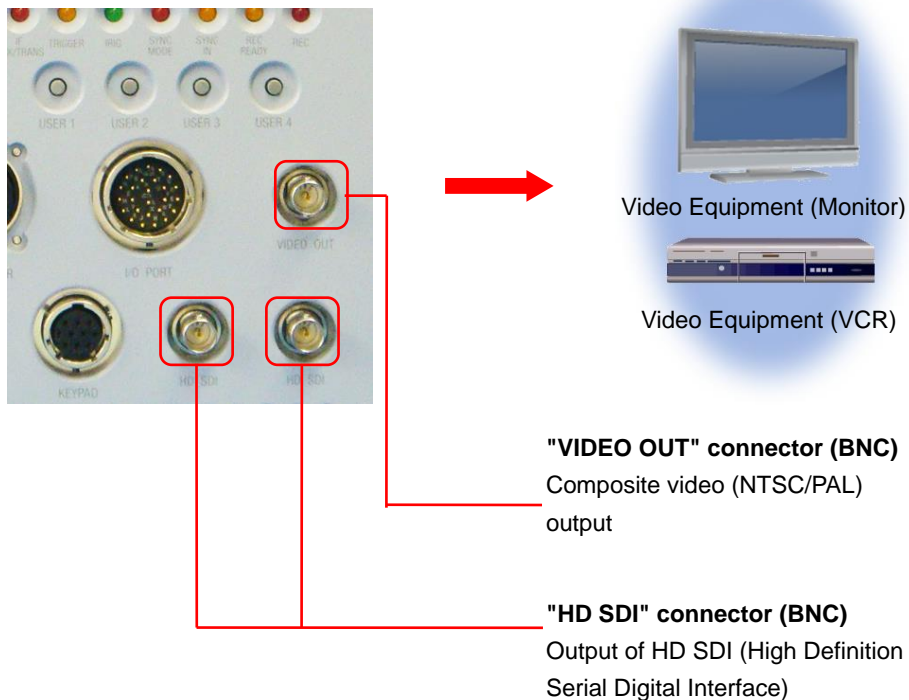 IF TRIGGER IRIG SYNC SYNC REC REC
K/TRANS MODE IN READY
USER 1 USER 2 USER 3 USER 4
VIDEO OUT
R I/O PORT
HD SDI HD SDI
KEYPAD
Video Equipment (Monitor)
Video Equipment (VCR)
"VIDEO OUT" connector (BNC)
Composite video (NTSC/PAL)
output
"HD SDI" connector (BNC)
Output of HD SDI (High Definition
Serial Digital Interface)